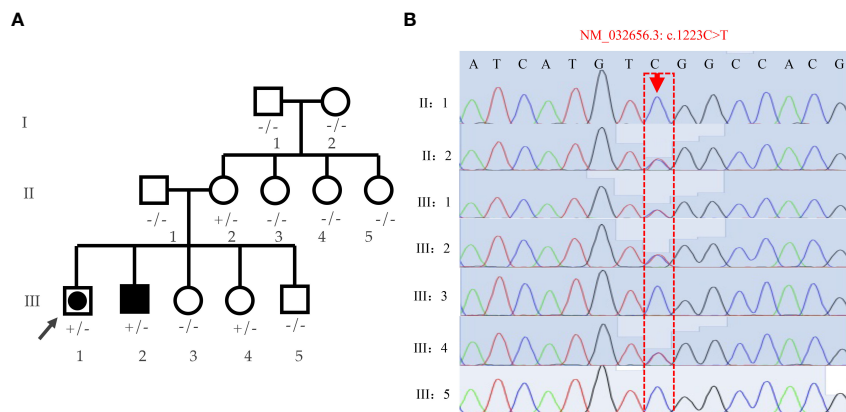 A
I
-/- -/-
1 2
II
-/- +/- -/- -/- -/-
1 2 3 4 5
III
+/- +/- -/- +/- -/-
1 2 3 4 5
B
NM_032656.3: c.1223C>T
A T C A T G T C G G C C A C G
II: 1
II: 2
III: 1
III: 2
III: 3
III: 4
III: 5